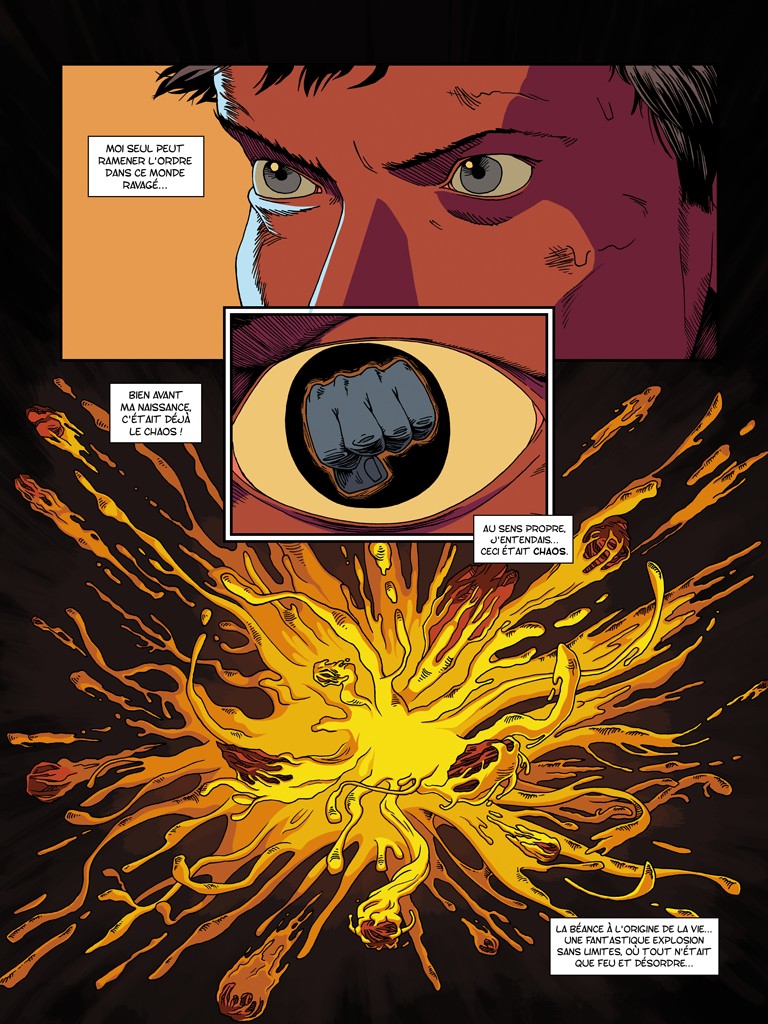 MOI SEUL PEUT
RAMENER L'ORDRE
DANS CE MONDE
RAVAGÉ...
BIEN AVANT
MA NAISSANCE,
C'ÉTAIT DÉJÀ
LE CHAOS !
AU SENS PROPRE,
J'ENTENDAIS...
CECI ÉTAIT CHAOS.
LA BÉANCE À L'ORIGINE DE LA VIE...
UNE FANTASTIQUE EXPLOSION
SANS LIMITES, OÙ TOUT N'ÉTAIT
QUE FEU ET DÉSORDRE...